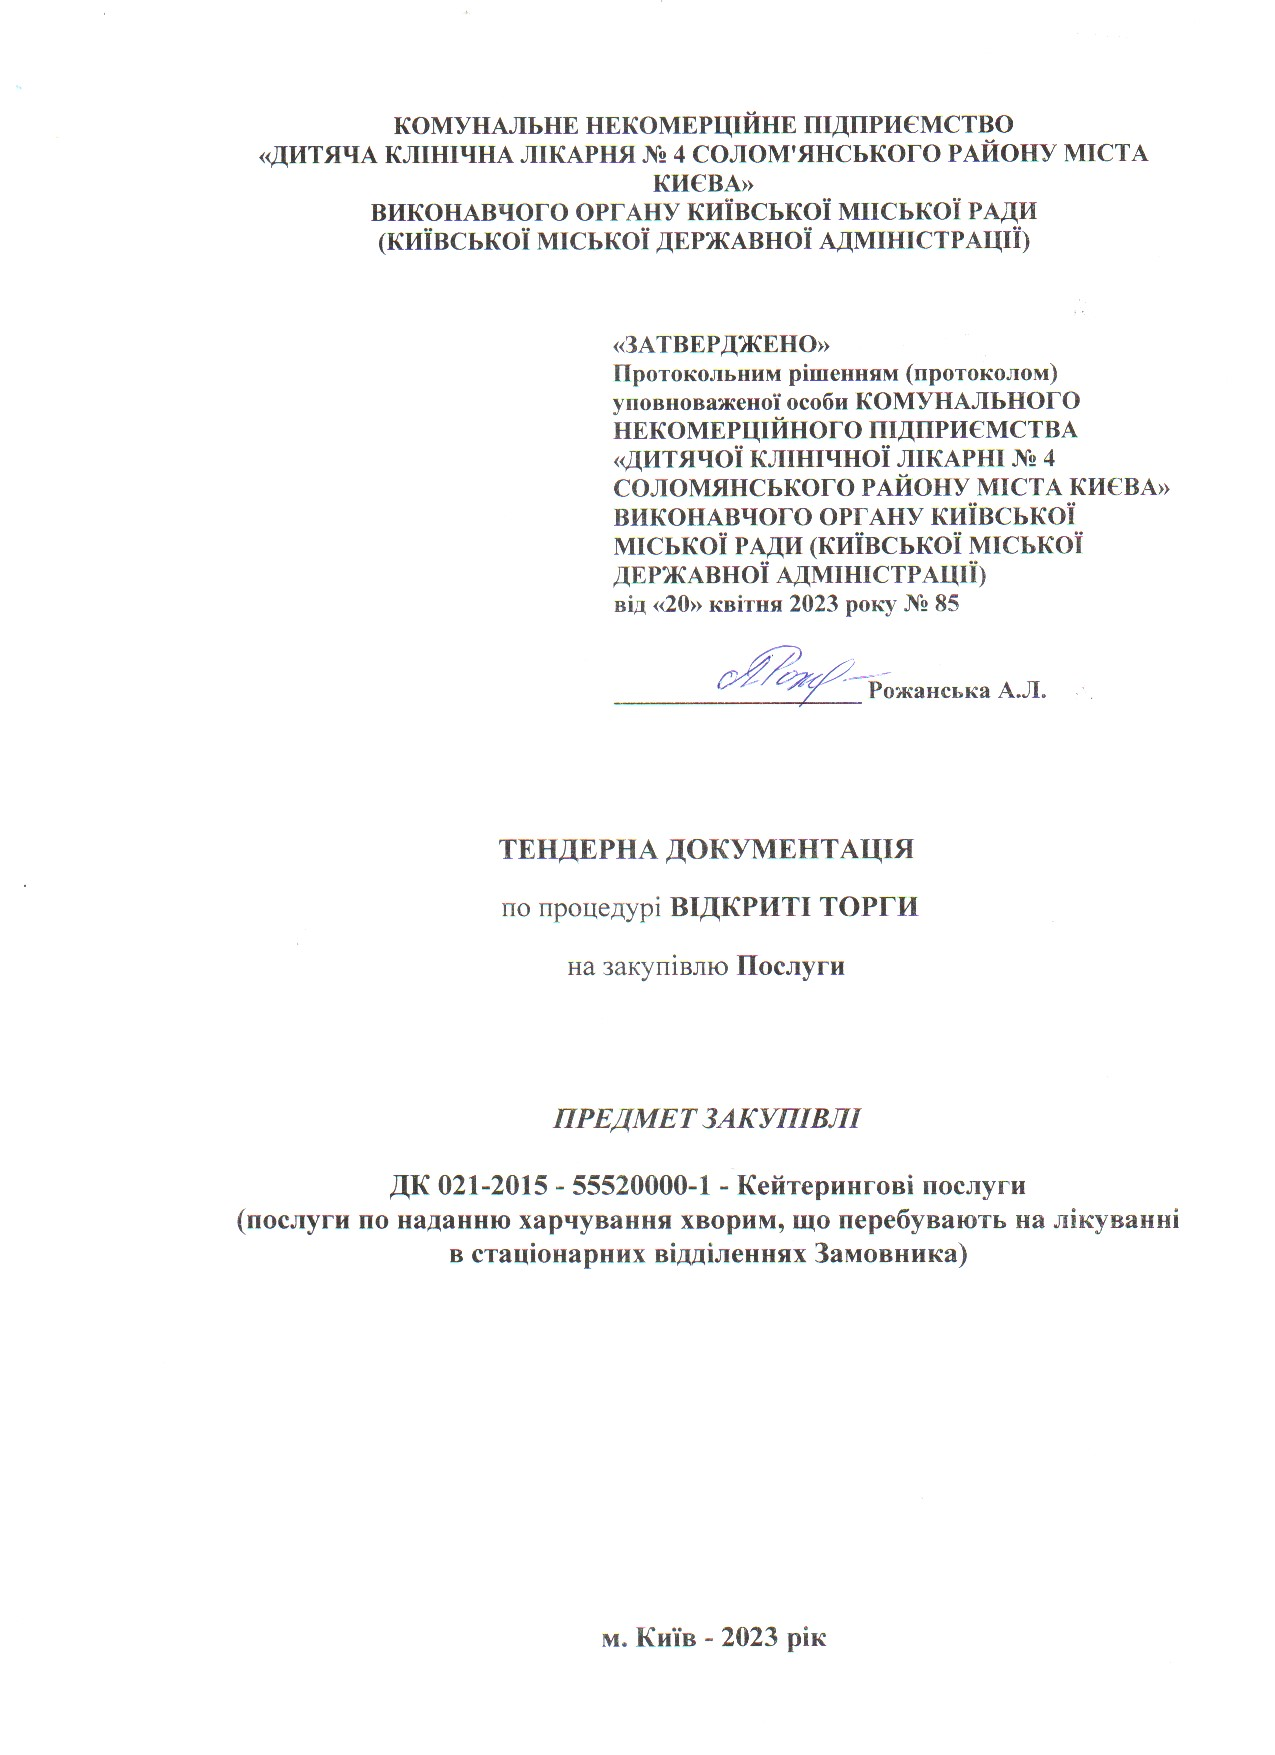 КОМУНАЛЬНЕ НЕКОМЕРЦІЙНЕ ПІДПРИЄМСТВО
«ДИТЯЧА КЛІНІЧНА ЛІКАРНЯ № 4 СОЛОМ'ЯНСЬКОГО РАЙОНУ МІСТА
КИЄВА»
ВИКОНАВЧОГО ОРГАНУ КИЇВСЬКОЇ МІІСЬКОЇ РАДИ
(КИЇВСЬКОЇ МІСЬКОЇ ДЕРЖАВНОЇ АДМІНІСТРАЦІЇ)
«ЗАТВЕРДЖЕНО»
Протокольним рішенням (протоколом)
уповноваженої особи КОМУНАЛЬНОГО
НЕКОМЕРЦІЙНОГО ПІДПРИЄМСТВА
«ДИТЯЧОЇ КЛІНІЧНОЇ ЛІКАРНІ № 4
СОЛОМЯНСЬКОГО РАЙОНУ МІСТА КИЄВА»
ВИКОНАВЧОГО ОРГАНУ КИЇВСЬКОЇ
МІСЬКОЇ РАДИ (КИЇВСЬКОЇ МІСЬКОЇ
ДЕРЖАВНОЇ АДМІНІСТРАЦІЇ)
від «20» квітня 2023 року № 85
Рожанська А.Л.
ТЕНДЕРНА ДОКУМЕНТАЦІЯ
по процедурі ВІДКРИТІ ТОРГИ
на закупівлю Послуги
ПРЕДМЕТ ЗАКУПІВЛІ
ДК 021-2015 - 55520000-1 - Кейтерингові послуги
(послуги по наданню харчування хворим, що перебувають на лікуванні
в стаціонарних відділеннях Замовника)
м. Київ - 2023 рік